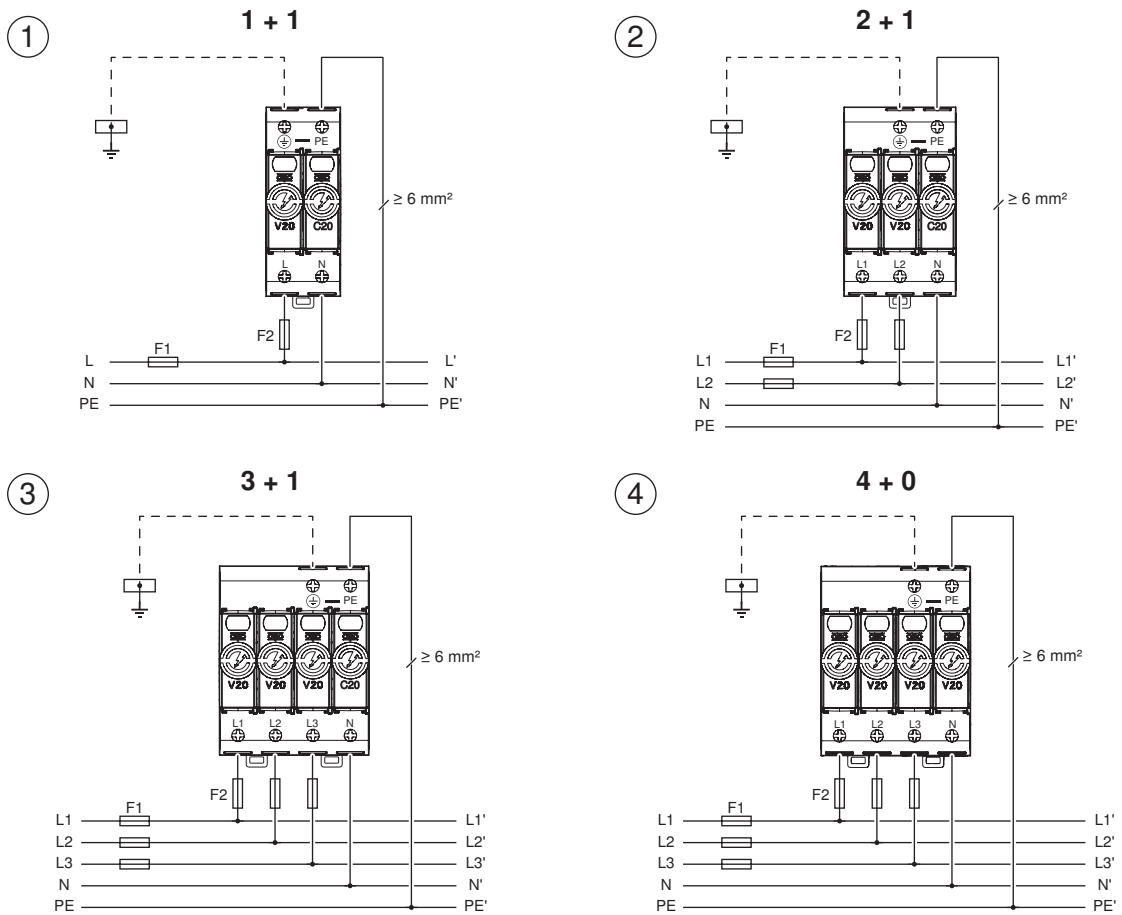 1
1 + 1
PE
≥ 6 mm²
V20 C20
L N
F2
F1
L L'
N N'
PE PE'
2
2 + 1
PE
≥ 6 mm²
V20 V20 C20
L1 L2 N
F2
F1
L1 L1'
L2 L2'
N N'
PE PE'
3
3 + 1
PE
≥ 6 mm²
V20 V20 V20 C20
L1 L2 L3 N
F2
F1
L1 L1'
L2 L2'
L3 L3'
N N'
PE PE'
4
4 + 0
PE
≥ 6 mm²
V20 V20 V20 V20
L1 L2 L3 N
F2
F1
L1 L1'
L2 L2'
L3 L3'
N N'
PE PE'